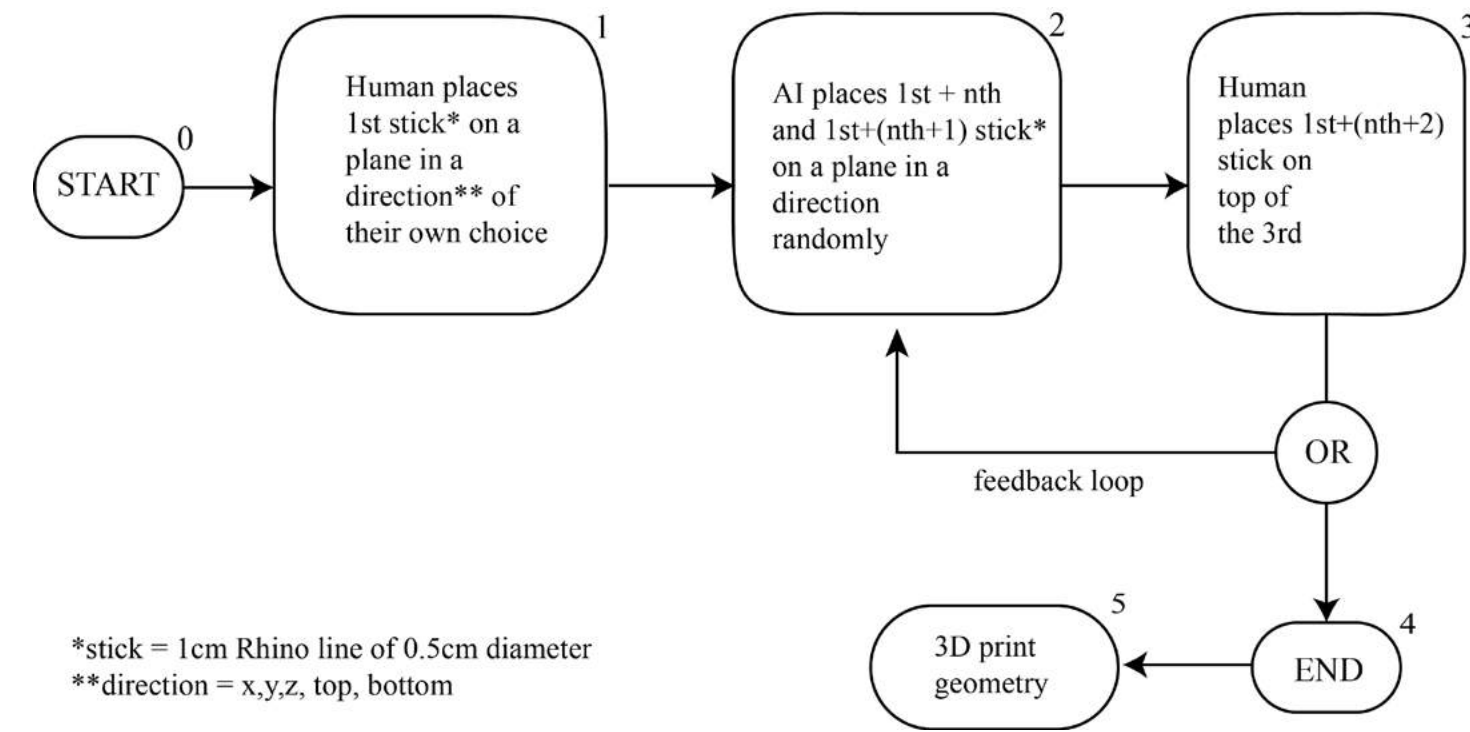 0
START
1
Human places
1st stick* on a
plane in a
direction** of
their own choice
2
AI places 1st + nth
and 1st+(nth+1) stick*
on a plane in a
direction
randomly
3
Human
places 1st+(nth+2)
stick on
top of
the 3rd
OR
feedback loop
4
END
5
3D print
geometry
*stick = 1cm Rhino line of 0.5cm diameter
**direction = x,y,z, top, bottom